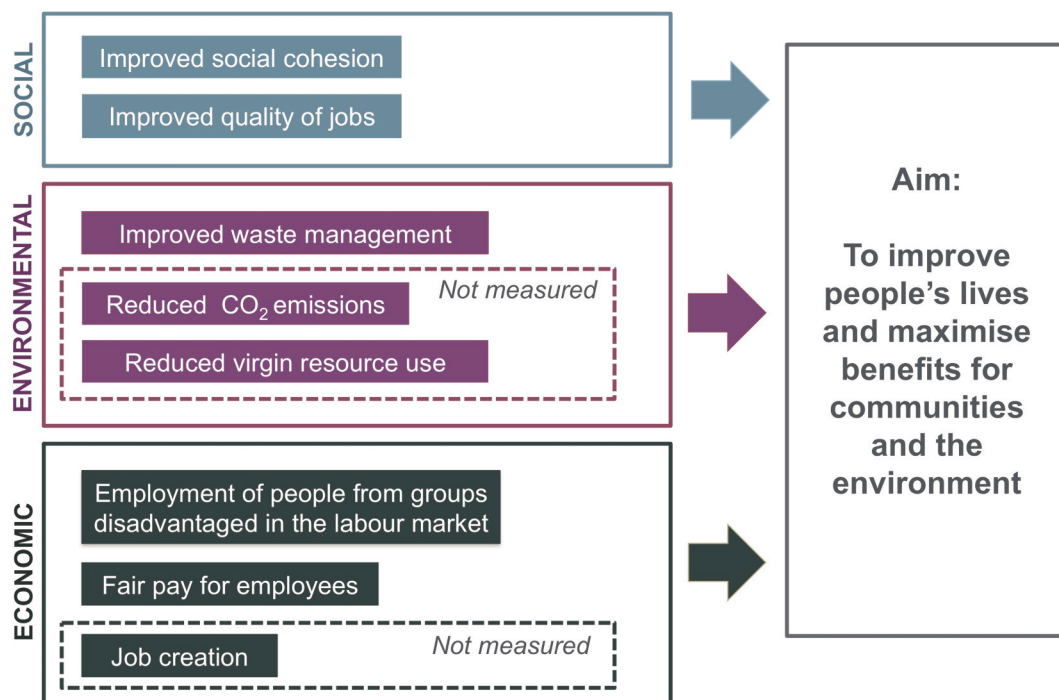 SOCIAL
Improved social cohesion
Improved quality of jobs
ENVIRONMENTAL
Improved waste management
Not measured
Reduced CO₂ emissions
Reduced virgin resource use
ECONOMIC
Employment of people from groups
disadvantaged in the labour market
Fair pay for employees
Not measured
Job creation
Aim:
To improve
people’s lives
and maximise
benefits for
communities
and the
environment